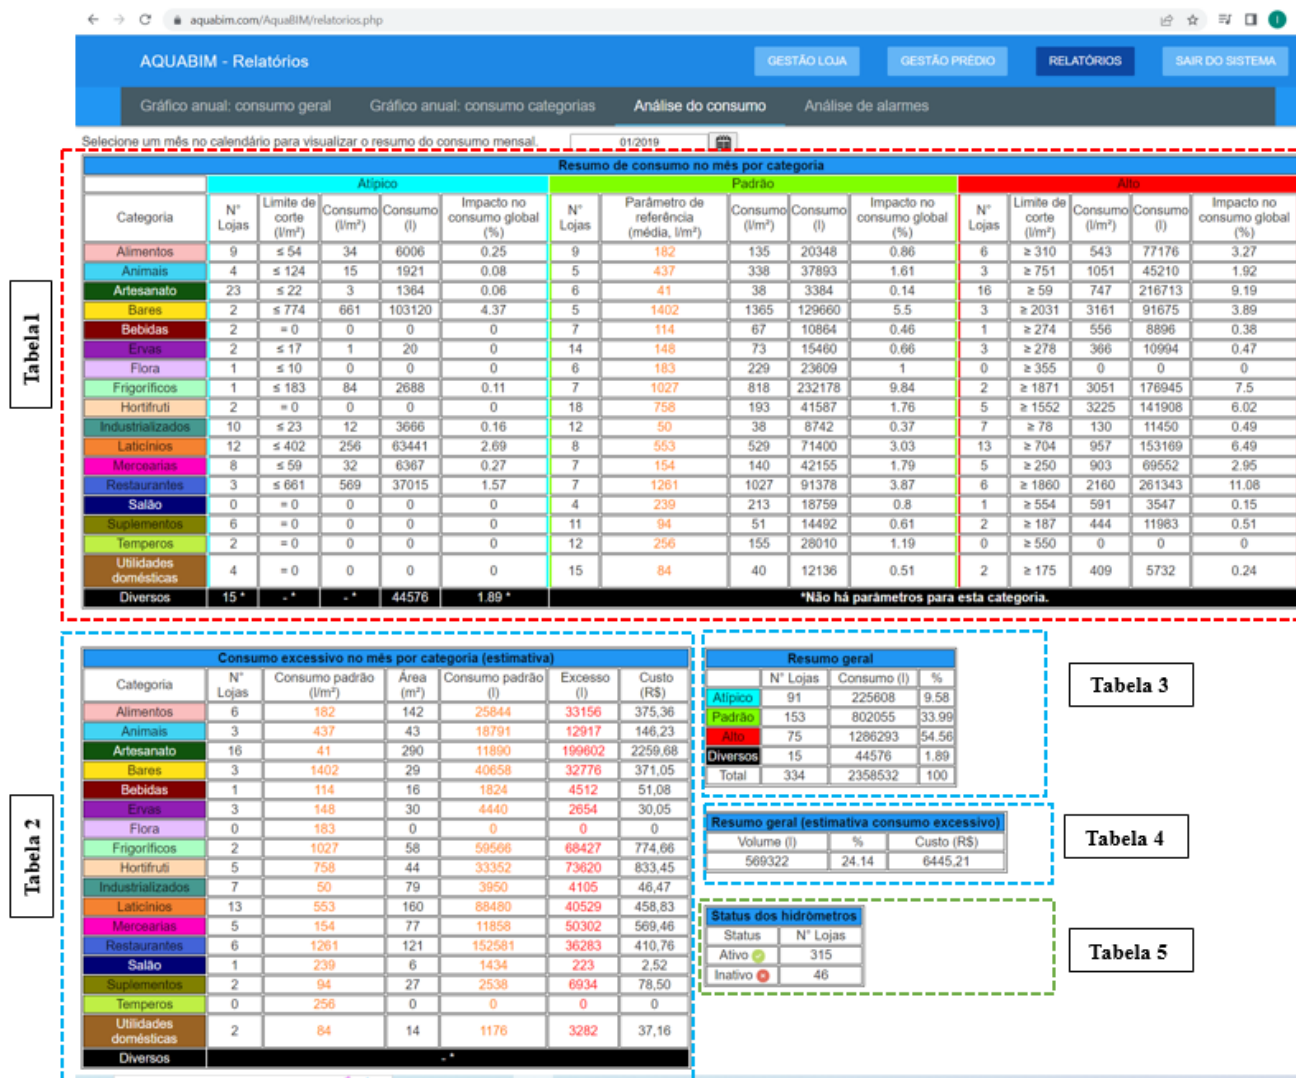 aquabim.com/AquaBIM/relatorios.php
AQUABIM - Relatórios
GESTÃO LOJA
GESTÃO PRÉDIO
RELATÓRIOS
SAIR DO SISTEMA
Gráfico anual: consumo geral
Gráfico anual: consumo categorias
Análise do consumo
Análise de alarmes
Selecione um mês no calendário para visualizar o resumo do consumo mensal.
01/2019
Tabela1
Resumo de consumo no mês por categoria
Atípico Padrão Alto
Categoria N° Lojas Limite de corte (l/m²) Consumo (l/m²) Consumo (l) Impacto no consumo global (%) N° Lojas Parâmetro de referência (média, l/m²) Consumo (l/m²) Consumo (l) Impacto no consumo global (%) N° Lojas Limite de corte (l/m²) Consumo (l/m²) Consumo (l) Impacto no consumo global (%)
Alimentos 9 ≤ 54 34 6006 0.25 9 182 135 20348 0.86 6 ≥ 310 543 77176 3.27
Animais 4 ≤ 124 15 1921 0.08 5 437 338 37893 1.61 3 ≥ 751 1051 45210 1.92
Artesanato 23 ≤ 22 3 1364 0.06 6 41 38 3384 0.14 16 ≥ 59 747 216713 9.19
Bares 2 ≤ 774 661 103120 4.37 5 1402 1365 129660 5.5 3 ≥ 2031 3161 91675 3.89
Bebidas 2 = 0 0 0 0 7 114 67 10864 0.46 1 ≥ 274 556 8896 0.38
Ervas 2 ≤ 17 1 20 0 14 148 73 15460 0.66 3 ≥ 278 366 10994 0.47
Flora 1 ≤ 10 0 0 0 6 183 229 23609 1 0 ≥ 355 0 0 0
Frigoríficos 1 ≤ 183 84 2688 0.11 7 1027 818 232178 9.84 2 ≥ 1871 3051 176945 7.5
Hortifruti 2 = 0 0 0 0 18 758 193 41587 1.76 5 ≥ 1552 3225 141908 6.02
Industrializados 10 ≤ 23 12 3666 0.16 12 50 38 8742 0.37 7 ≥ 78 130 11450 0.49
Laticínios 12 ≤ 402 256 63441 2.69 8 553 529 71400 3.03 13 ≥ 704 957 153169 6.49
Mercearias 8 ≤ 59 32 6367 0.27 7 154 140 42155 1.79 5 ≥ 250 903 69552 2.95
Restaurantes 3 ≤ 661 569 37015 1.57 7 1261 1027 91378 3.87 6 ≥ 1860 2160 261343 11.08
Salão 0 = 0 0 0 0 4 239 213 18759 0.8 1 ≥ 554 591 3547 0.15
Suplementos 6 = 0 0 0 0 11 94 51 14492 0.61 2 ≥ 187 444 11983 0.51
Temperos 2 = 0 0 0 0 12 256 155 28010 1.19 0 ≥ 550 0 0 0
Utilidades domésticas 4 = 0 0 0 0 15 84 40 12136 0.51 2 ≥ 175 409 5732 0.24
Diversos 15 * - * - * 44576 1.89 * *Não há parâmetros para esta categoria.
Tabela 2
Consumo excessivo no mês por categoria (estimativa)
Categoria N° Lojas Consumo padrão (l/m²) Área (m²) Consumo padrão (l) Excesso (l) Custo (R$)
Alimentos 6 182 142 25844 33156 375,36
Animais 3 437 43 18791 12917 146,23
Artesanato 16 41 290 11890 199602 2259,68
Bares 3 1402 29 40658 32776 371,05
Bebidas 1 114 16 1824 4512 51,08
Ervas 3 148 30 4440 2654 30,05
Flora 0 183 0 0 0 0
Frigoríficos 2 1027 58 59566 68427 774,66
Hortifruti 5 758 44 33352 73620 833,45
Industrializados 7 50 79 3950 4105 46,47
Laticínios 13 553 160 88480 40529 458,83
Mercearias 5 154 77 11858 50302 569,46
Restaurantes 6 1261 121 152581 36283 410,76
Salão 1 239 6 1434 223 2,52
Suplementos 2 94 27 2538 6934 78,50
Temperos 0 256 0 0 0 0
Utilidades domésticas 2 84 14 1176 3282 37,16
Diversos - *
Resumo geral
N° Lojas Consumo (l) %
Atípico 91 225608 9.58
Padrão 153 802055 33.99
Alto 75 1286293 54.56
Diversos 15 44576 1.89
Total 334 2358532 100
Tabela 3
Resumo geral (estimativa consumo excessivo)
Volume (l) % Custo (R$)
569322 24.14 6445,21
Tabela 4
Status dos hidrômetros
Status N° Lojas
Ativo 315
Inativo 46
Tabela 5